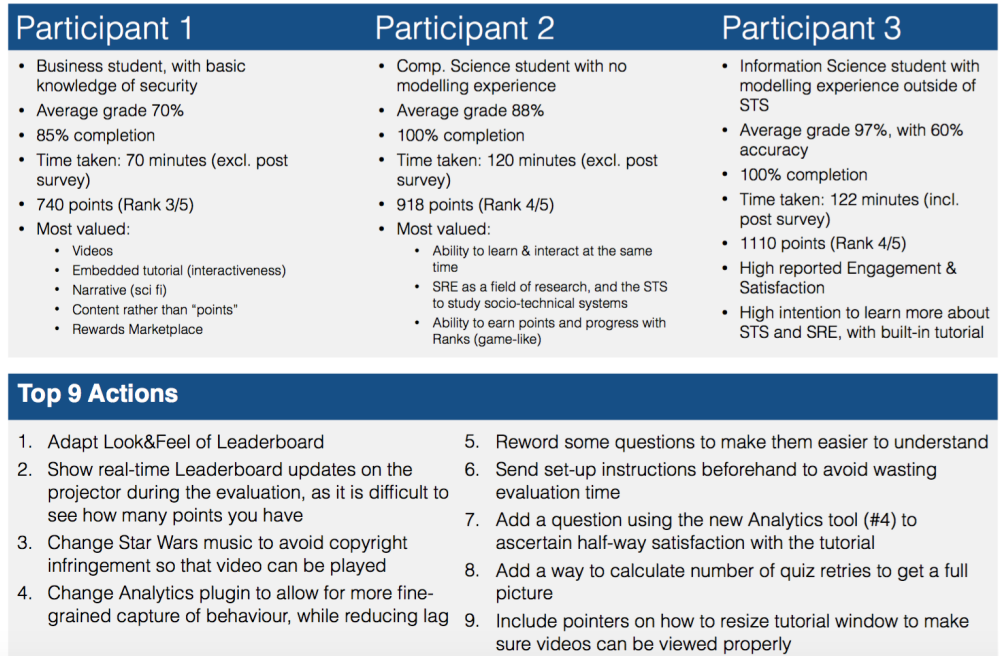 Participant 1
• Business student, with basic
knowledge of security
• Average grade 70%
• 85% completion
• Time taken: 70 minutes (excl. post
survey)
• 740 points (Rank 3/5)
• Most valued:
• Videos
• Embedded tutorial (interactiveness)
• Narrative (sci fi)
• Content rather than “points”
• Rewards Marketplace
Participant 2
• Comp. Science student with no
modelling experience
• Average grade 88%
• 100% completion
• Time taken: 120 minutes (excl. post
survey)
• 918 points (Rank 4/5)
• Most valued:
• Ability to learn & interact at the same
time
• SRE as a field of research, and the STS
to study socio-technical systems
• Ability to earn points and progress with
Ranks (game-like)
Participant 3
• Information Science student with
modelling experience outside of
STS
• Average grade 97%, with 60%
accuracy
• 100% completion
• Time taken: 122 minutes (incl.
post survey)
• 1110 points (Rank 4/5)
• High reported Engagement &
Satisfaction
• High intention to learn more about
STS and SRE, with built-in tutorial
Top 9 Actions
1. Adapt Look&Feel of Leaderboard
2. Show real-time Leaderboard updates on the
projector during the evaluation, as it is difficult to
see how many points you have
3. Change Star Wars music to avoid copyright
infringement so that video can be played
4. Change Analytics plugin to allow for more fine-
grained capture of behaviour, while reducing lag
5. Reword some questions to make them easier to understand
6. Send set-up instructions beforehand to avoid wasting
evaluation time
7. Add a question using the new Analytics tool (#4) to
ascertain half-way satisfaction with the tutorial
8. Add a way to calculate number of quiz retries to get a full
picture
9. Include pointers on how to resize tutorial window to make
sure videos can be viewed properly